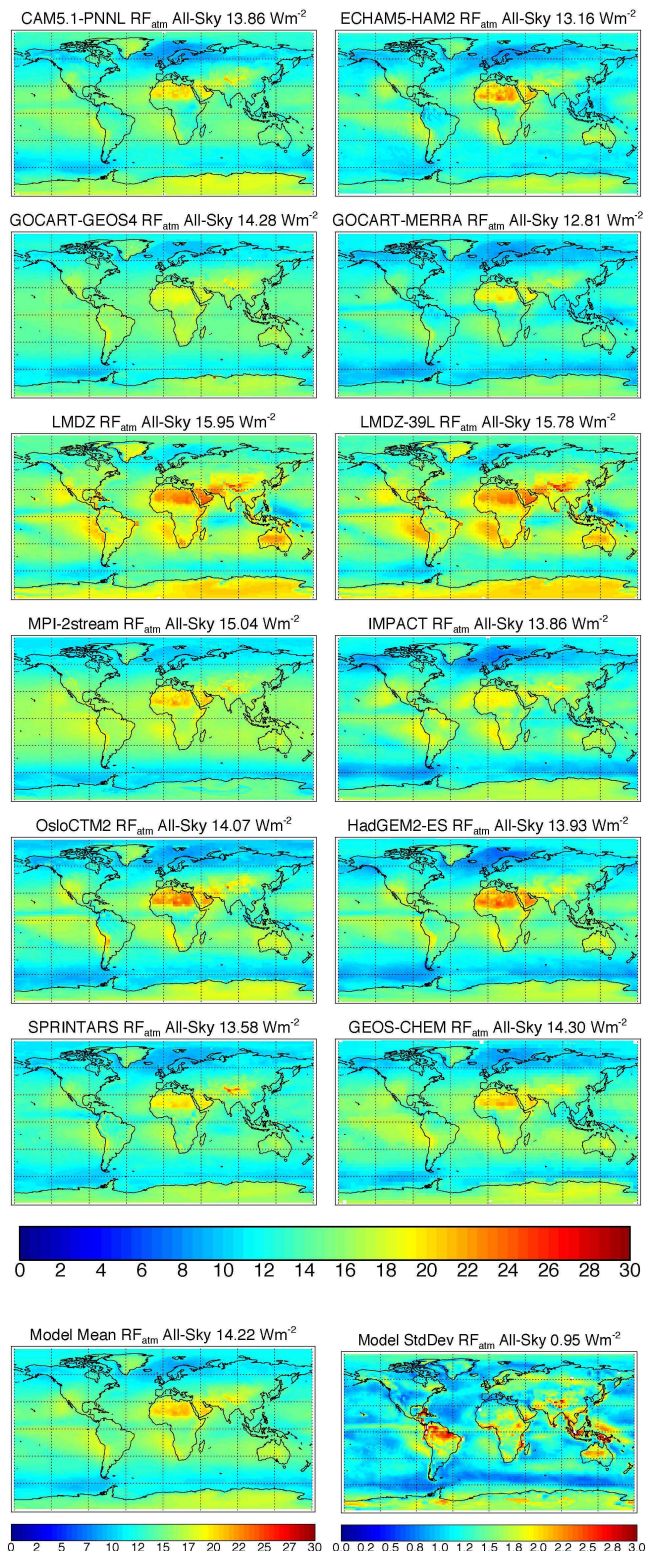 CAM5.1-PNNL RFatm All-Sky 13.86 Wm-2
ECHAM5-HAM2 RFatm All-Sky 13.16 Wm-2
GOCART-GEOS4 RFatm All-Sky 14.28 Wm-2
GOCART-MERRA RFatm All-Sky 12.81 Wm-2
LMDZ RFatm All-Sky 15.95 Wm-2
LMDZ-39L RFatm All-Sky 15.78 Wm-2
MPI-2stream RFatm All-Sky 15.04 Wm-2
IMPACT RFatm All-Sky 13.86 Wm-2
OsloCTM2 RFatm All-Sky 14.07 Wm-2
HadGEM2-ES RFatm All-Sky 13.93 Wm-2
SPRINTARS RFatm All-Sky 13.58 Wm-2
GEOS-CHEM RFatm All-Sky 14.30 Wm-2
0 2 4 6 8 10 12 14 16 18 20 22 24 26 28 30
Model Mean RFatm All-Sky 14.22 Wm-2
Model StdDev RFatm All-Sky 0.95 Wm-2
0 2 5 7 10 12 15 17 20 22 25 27 30
0.0 0.2 0.5 0.8 1.0 1.2 1.5 1.8 2.0 2.2 2.5 2.8 3.0